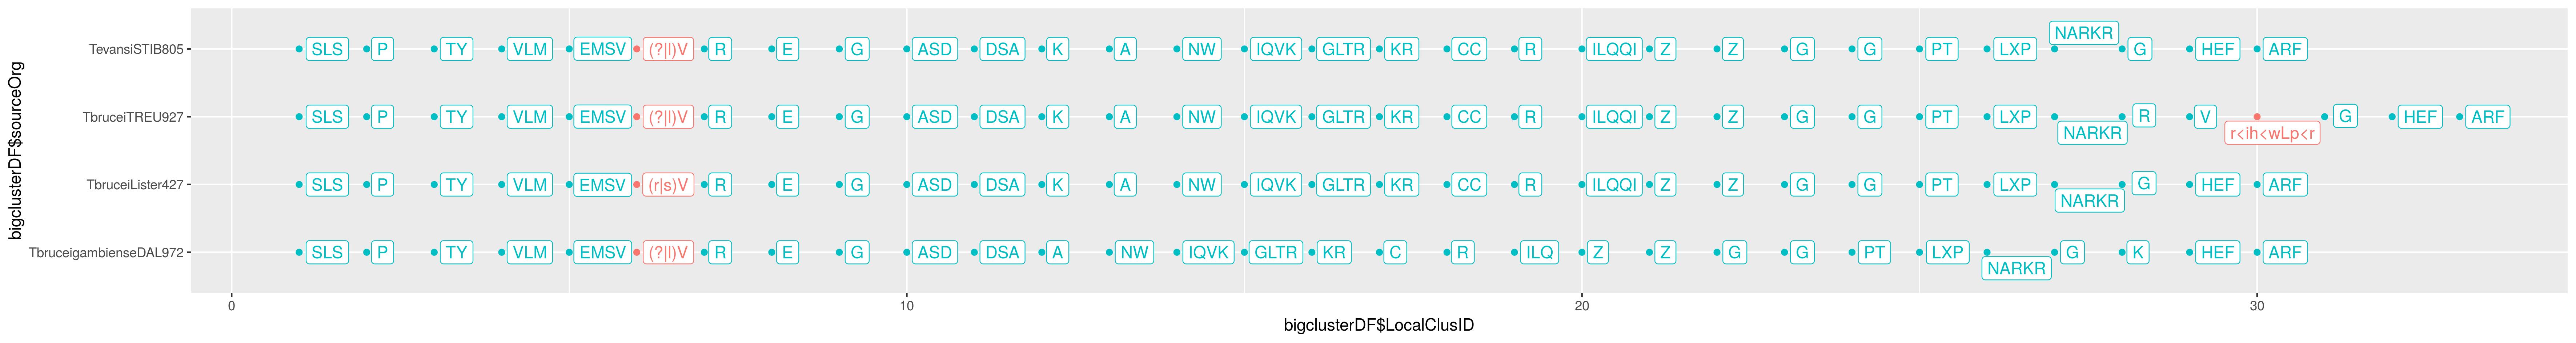 TevansiSTIB805 SLS P TY VLM EMSV (?|l)V R E G ASD DSA K A NW IQVK GLTR KR CC R ILQQI Z Z G G PT LXP NARKR G HEF ARF
TbruceiTREU927 SLS P TY VLM EMSV (?|l)V R E G ASD DSA K A NW IQVK GLTR KR CC R ILQQI Z Z G G PT LXP NARKR R V r<ih<wLp<r G HEF ARF
TbruceiLister427 SLS P TY VLM EMSV (r|s)V R E G ASD DSA K A NW IQVK GLTR KR CC R ILQQI Z Z G G PT LXP NARKR G HEF ARF
TbruceigambienseDAL972 SLS P TY VLM EMSV (?|l)V R E G ASD DSA A NW IQVK GLTR KR C R ILQ Z Z G G PT LXP NARKR G K HEF ARF
0 10 20 30
bigclusterDF$LocalClusID
bigclusterDF$sourceOrg